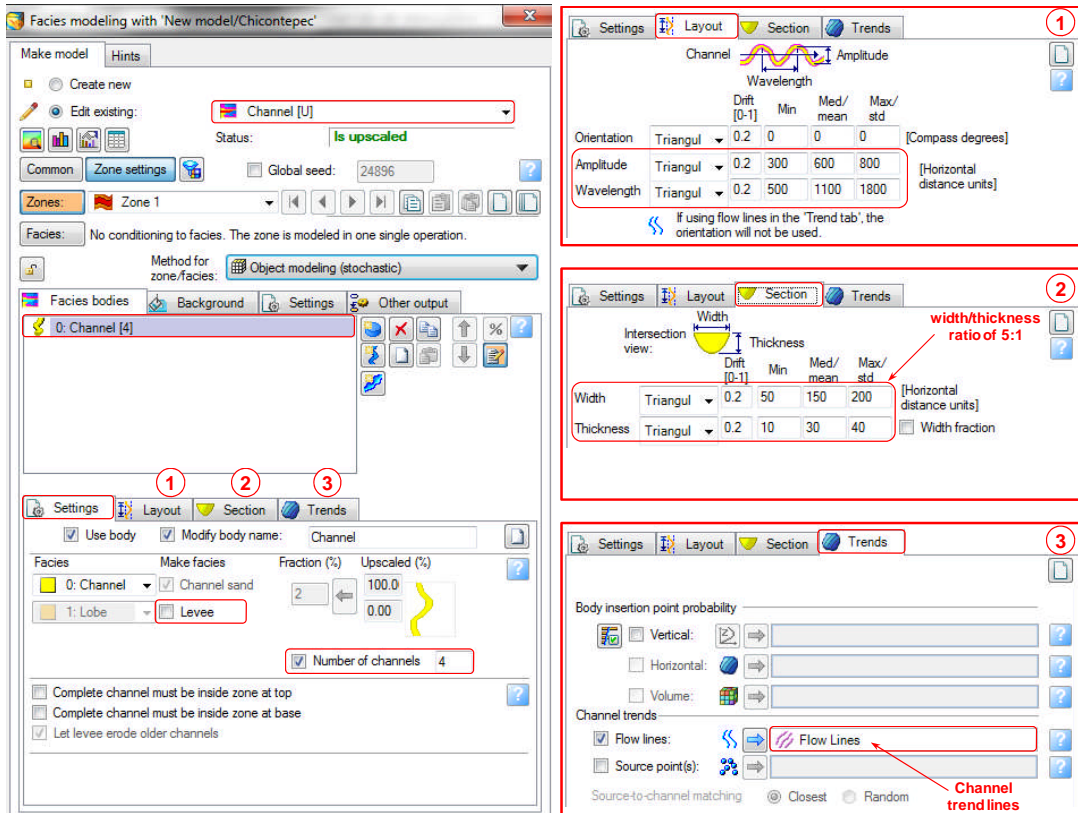 Facies modeling with 'New model/Chicontepec'
Make model Hints
Create new
Edit existing: Channel [U]
Status: Is upscaled
Common Zone settings Global seed: 24896
Zones: Zone 1
Facies: No conditioning to facies. The zone is modeled in one single operation.
Method for zone/facies: Object modeling (stochastic)
Facies bodies Background Settings Other output
0: Channel [4]
%
1 2 3
Settings Layout Section Trends
Use body Modify body name: Channel
Facies Make facies Fraction (%) Upscaled (%)
0: Channel Channel sand 2 100.0
1: Lobe Levee 0.00
Number of channels 4
Complete channel must be inside zone at top
Complete channel must be inside zone at base
Let levee erode older channels
Settings Layout Section Trends 1
Channel Amplitude
Wavelength
Drift [0-1] Min Med/mean Max/std
Orientation Triangul 0.2 0 0 0 [Compass degrees]
Amplitude Triangul 0.2 300 600 800 [Horizontal distance units]
Wavelength Triangul 0.2 500 1100 1800
If using flow lines in the 'Trend tab', the
orientation will not be used.
Settings Layout Section Trends 2
Width
width/thickness
ratio of 5:1
Intersection view: Thickness
Drift [0-1] Min Med/mean Max/std
Width Triangul 0.2 50 150 200 [Horizontal distance units]
Thickness Triangul 0.2 10 30 40 Width fraction
Settings Layout Section Trends 3
Body insertion point probability
Vertical:
Horizontal:
Volume:
Channel trends
Flow lines: Flow Lines
Source point(s):
Source-to-channel matching Closest Random
Channel
trend lines